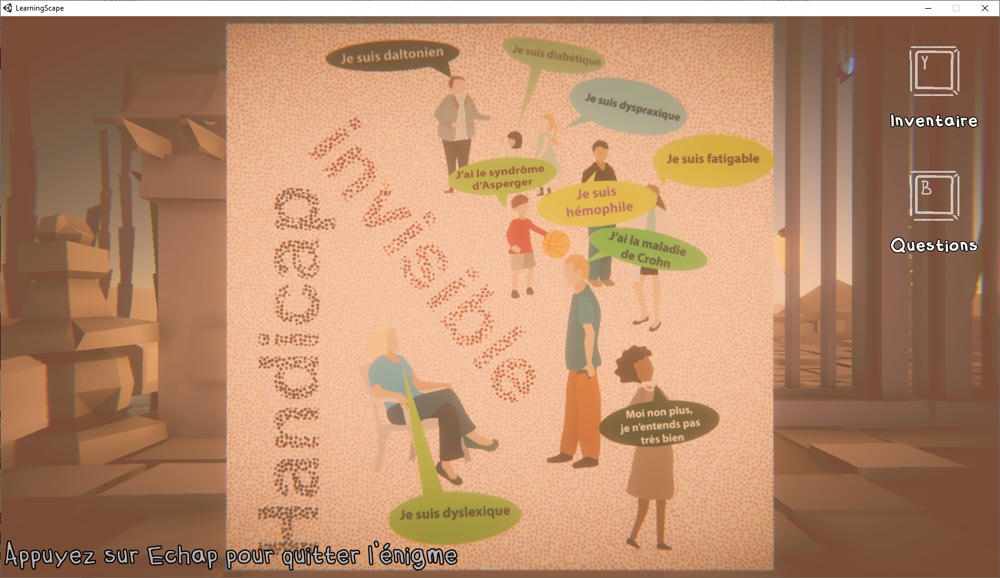 LearningScape
Je suis daltonien
Je suis diabétique
Je suis dyspraxique
Je suis fatigable
J'ai le syndrôme
d'Asperger
Je suis
hémophile
J'ai la maladie
de Crohn
Handicap
invisible
Moi non plus,
je n'entends pas
très bien
Je suis dyslexique
Y
Inventaire
B
Questions
Appuyez sur Echap pour quitter l'énigme